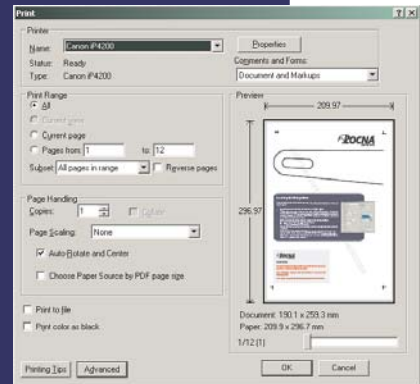 Print
Printer
Name: Canon iP4200
Properties
Status: Ready
Type: Canon iP4200
Comments and Forms:
Document and Markups
Print Range
All
Current view
Current page
Pages from: 1 to: 12
Subset: All pages in range
Reverse pages
Page Handling
Copies: 1
Collate
Page Scaling: None
Auto-Rotate and Center
Choose Paper Source by PDF page size
Print to file
Print color as black
Preview
209.97
296.97
ROCNA
Document: 190.1 x 259.3 mm
Paper: 209.9 x 296.7 mm
1/12 (1)
Printing Tips
Advanced
OK
Cancel